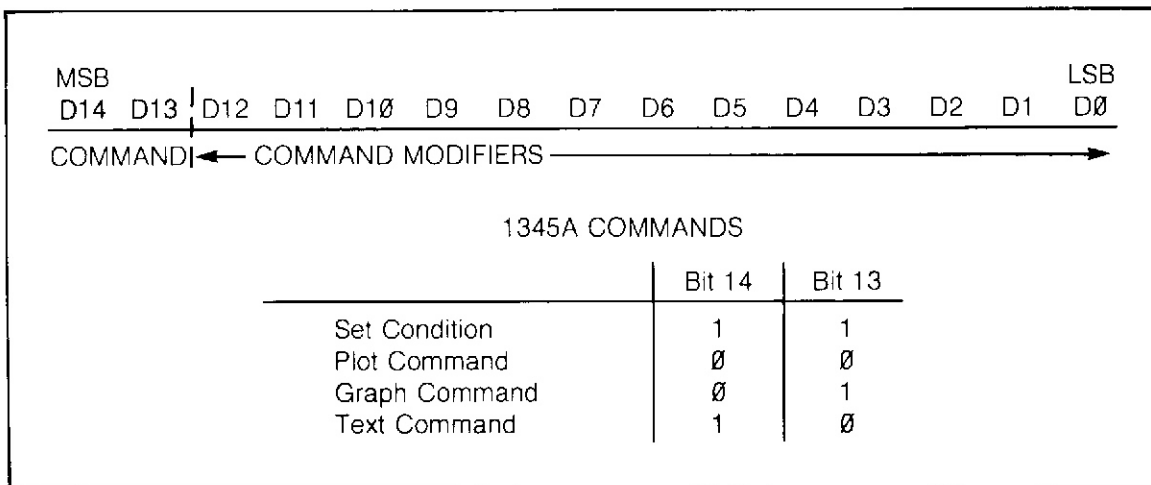 MSB LSB
D14 D13 D12 D11 D1Ø D9 D8 D7 D6 D5 D4 D3 D2 D1 DØ
COMMAND COMMAND MODIFIERS
1345A COMMANDS
Bit 14 Bit 13
Set Condition 1 1
Plot Command Ø Ø
Graph Command Ø 1
Text Command 1 Ø